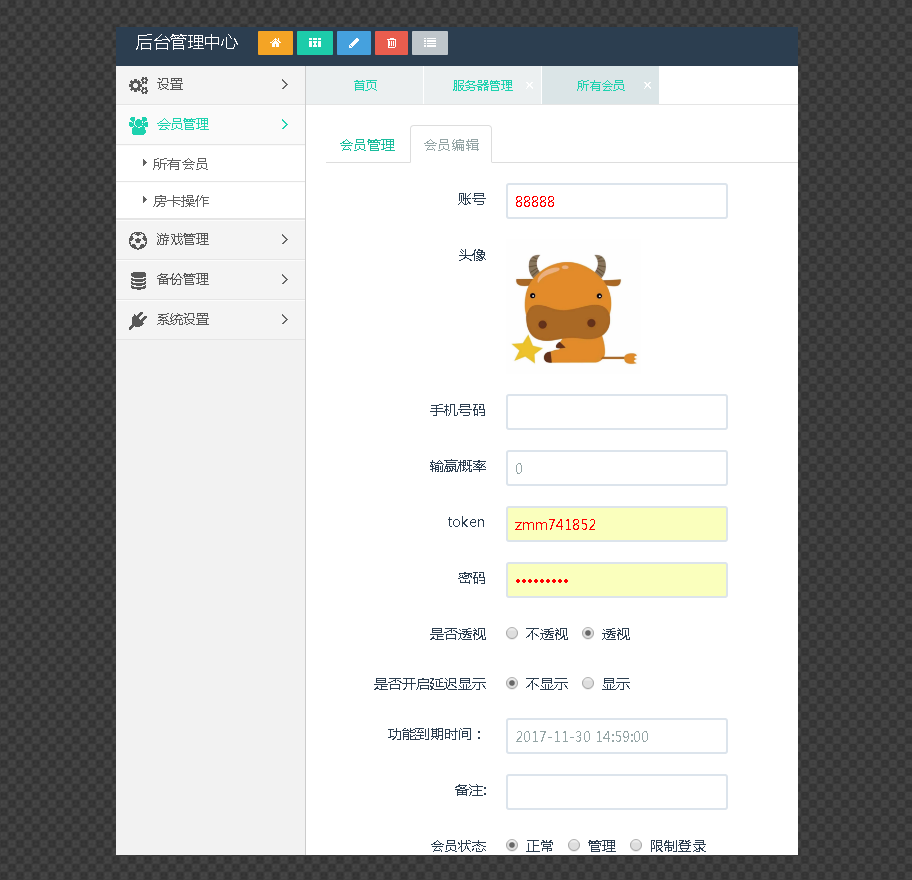 后台管理中心
设置
会员管理
所有会员
房卡操作
游戏管理
备份管理
系统设置
首页 服务器管理 × 所有会员 ×
会员管理 会员编辑
账号 88888
头像
手机号码
输赢概率 0
token zmm741852
密码 •••••••••
是否透视 不透视 透视
是否开启延迟显示 不显示 显示
功能到期时间： 2017-11-30 14:59:00
备注:
会员状态 正常 管理 限制登录